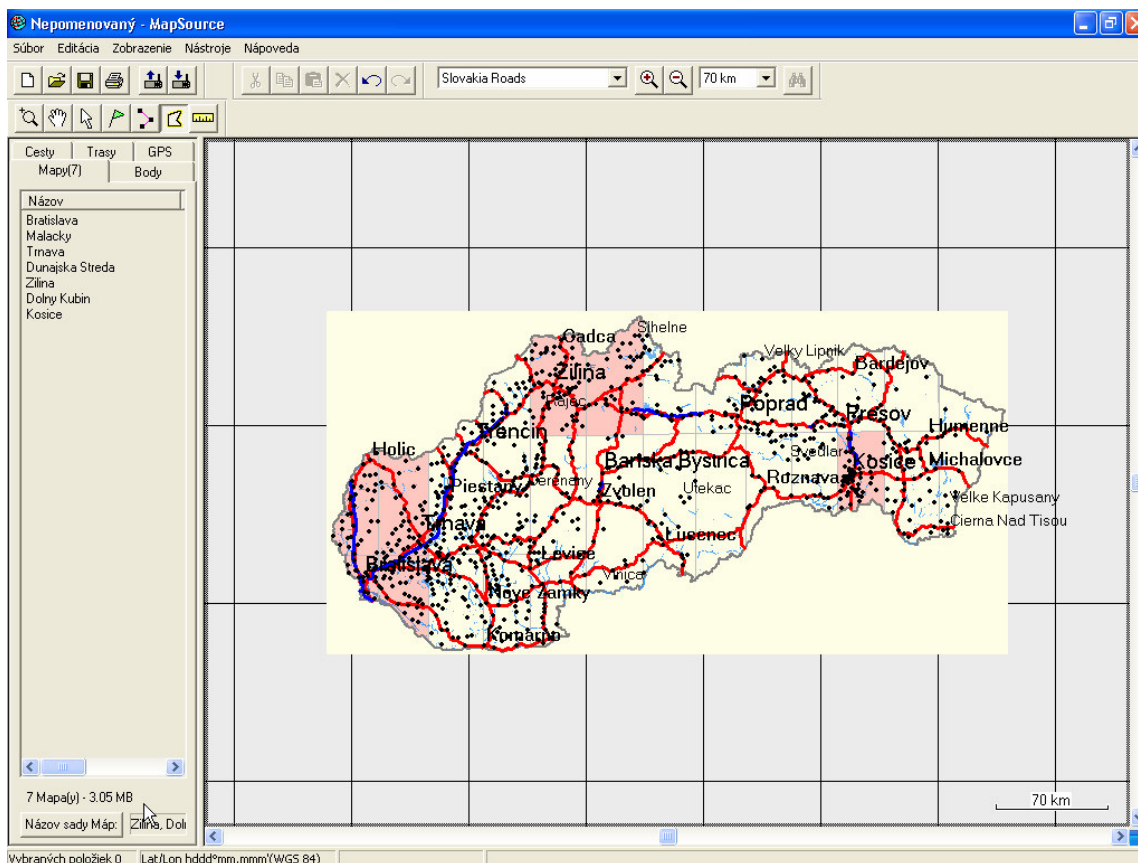 Nepomenovaný - MapSource
Súbor Editácia Zobrazenie Nástroje Nápoveda
Slovakia Roads 70 km
Cesty Trasy GPS
Mapy(7) Body
Názov
Bratislava
Malacky
Trnava
Dunajska Streda
Zilina
Dolny Kubin
Kosice
Sihelne
Cadca
Velky Lipnik
Bardejov
Zilina
Rajec
Poprad
Presov
Humenne
Trencin
Holic
Svedlar
Kosice
Michalovce
Banska Bystrica
Roznava
Piestany
Zvolen
Utekac
Velke Kapusany
Trnava
Cierna Nad Tisou
Lucenec
Levice
Bratislava
Vinica
Nove Zamky
Komarno
70 km
7 Mapa(y) - 3.05 MB
Názov sady Máp: Zilina, Dol
Vybraných položiek 0 Lat/Lon hddd°mm.mmm'(WGS 84)